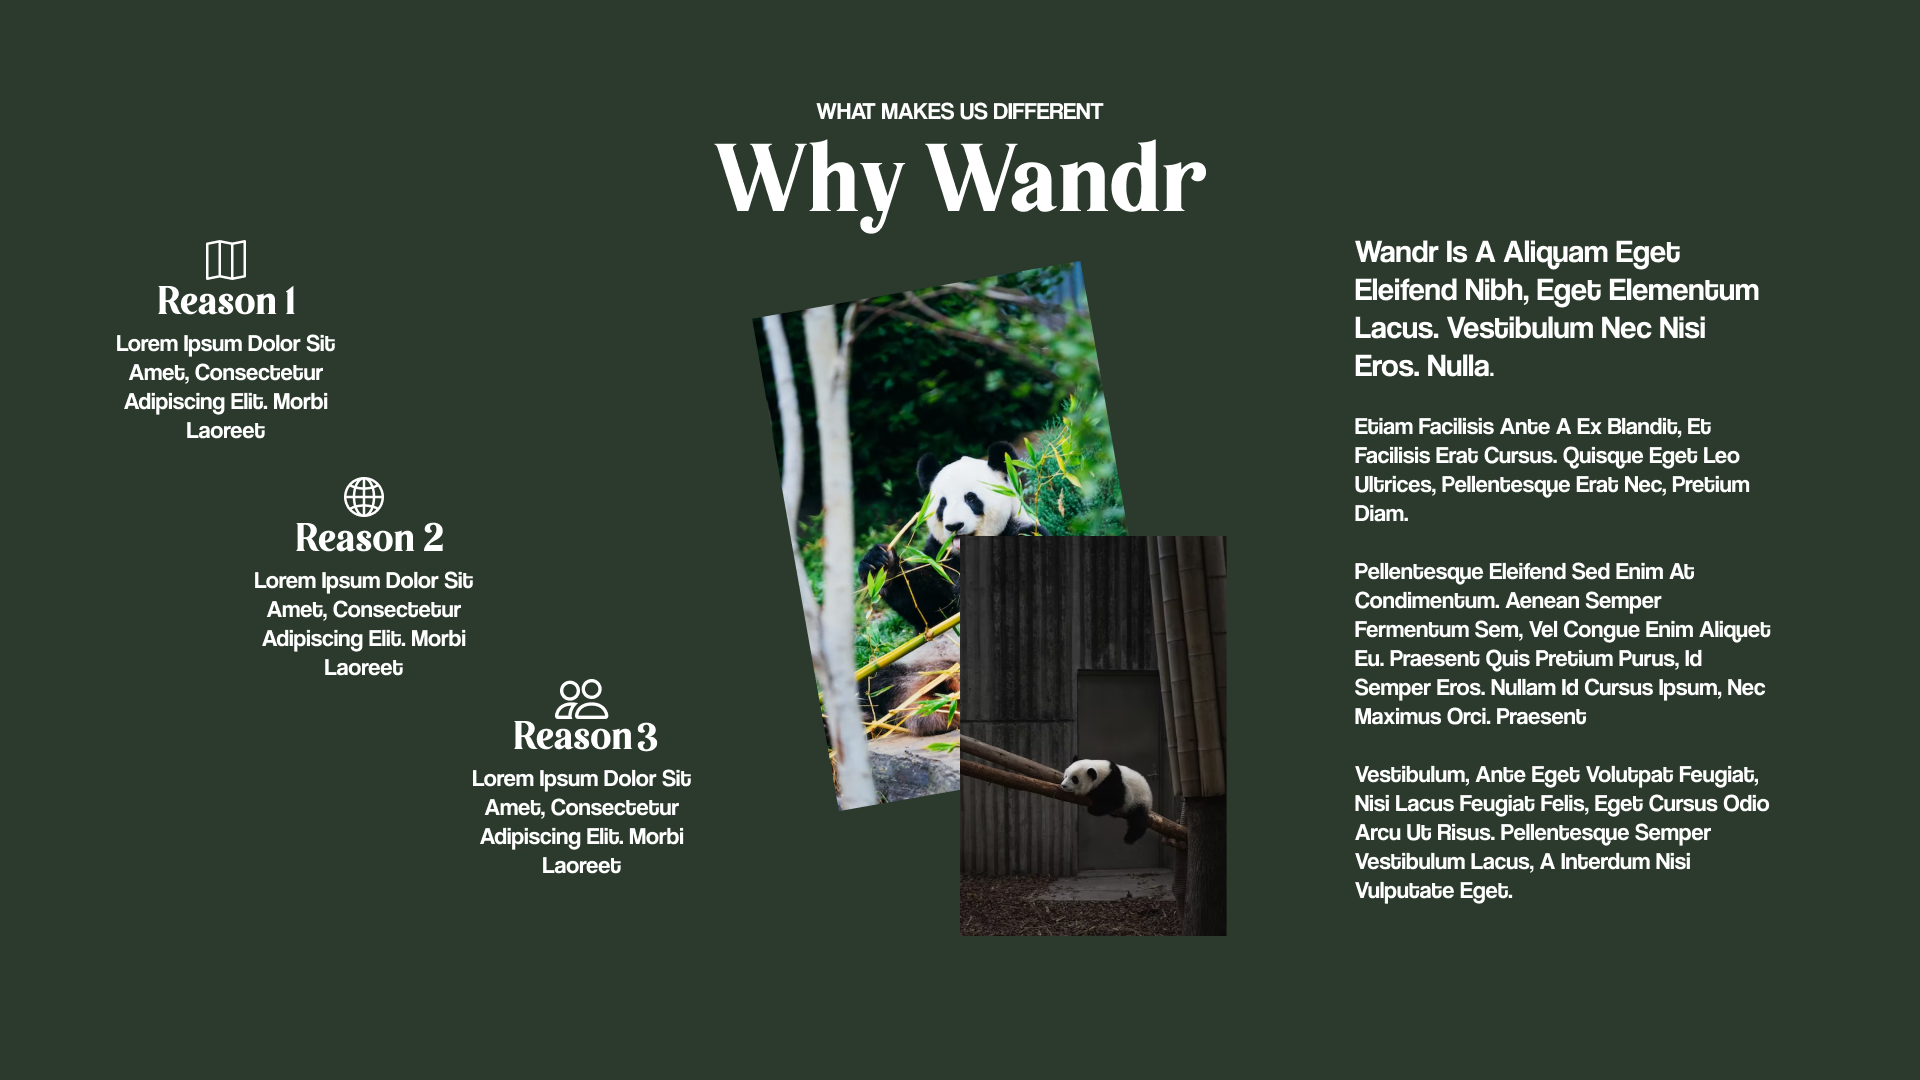 WHAT MAKES US DIFFERENT
Why Wandr
Reason 1
Lorem Ipsum Dolor Sit
Amet, Consectetur
Adipiscing Elit. Morbi
Laoreet
Reason 2
Lorem Ipsum Dolor Sit
Amet, Consectetur
Adipiscing Elit. Morbi
Laoreet
Reason 3
Lorem Ipsum Dolor Sit
Amet, Consectetur
Adipiscing Elit. Morbi
Laoreet
Wandr Is A Aliquam Eget
Eleifend Nibh, Eget Elementum
Lacus. Vestibulum Nec Nisi
Eros. Nulla.
Etiam Facilisis Ante A Ex Blandit, Et
Facilisis Erat Cursus. Quisque Eget Leo
Ultrices, Pellentesque Erat Nec, Pretium
Diam.
Pellentesque Eleifend Sed Enim At
Condimentum. Aenean Semper
Fermentum Sem, Vel Congue Enim Aliquet
Eu. Praesent Quis Pretium Purus, Id
Semper Eros. Nullam Id Cursus Ipsum, Nec
Maximus Orci. Praesent
Vestibulum, Ante Eget Volutpat Feugiat,
Nisi Lacus Feugiat Felis, Eget Cursus Odio
Arcu Ut Risus. Pellentesque Semper
Vestibulum Lacus, A Interdum Nisi
Vulputate Eget.